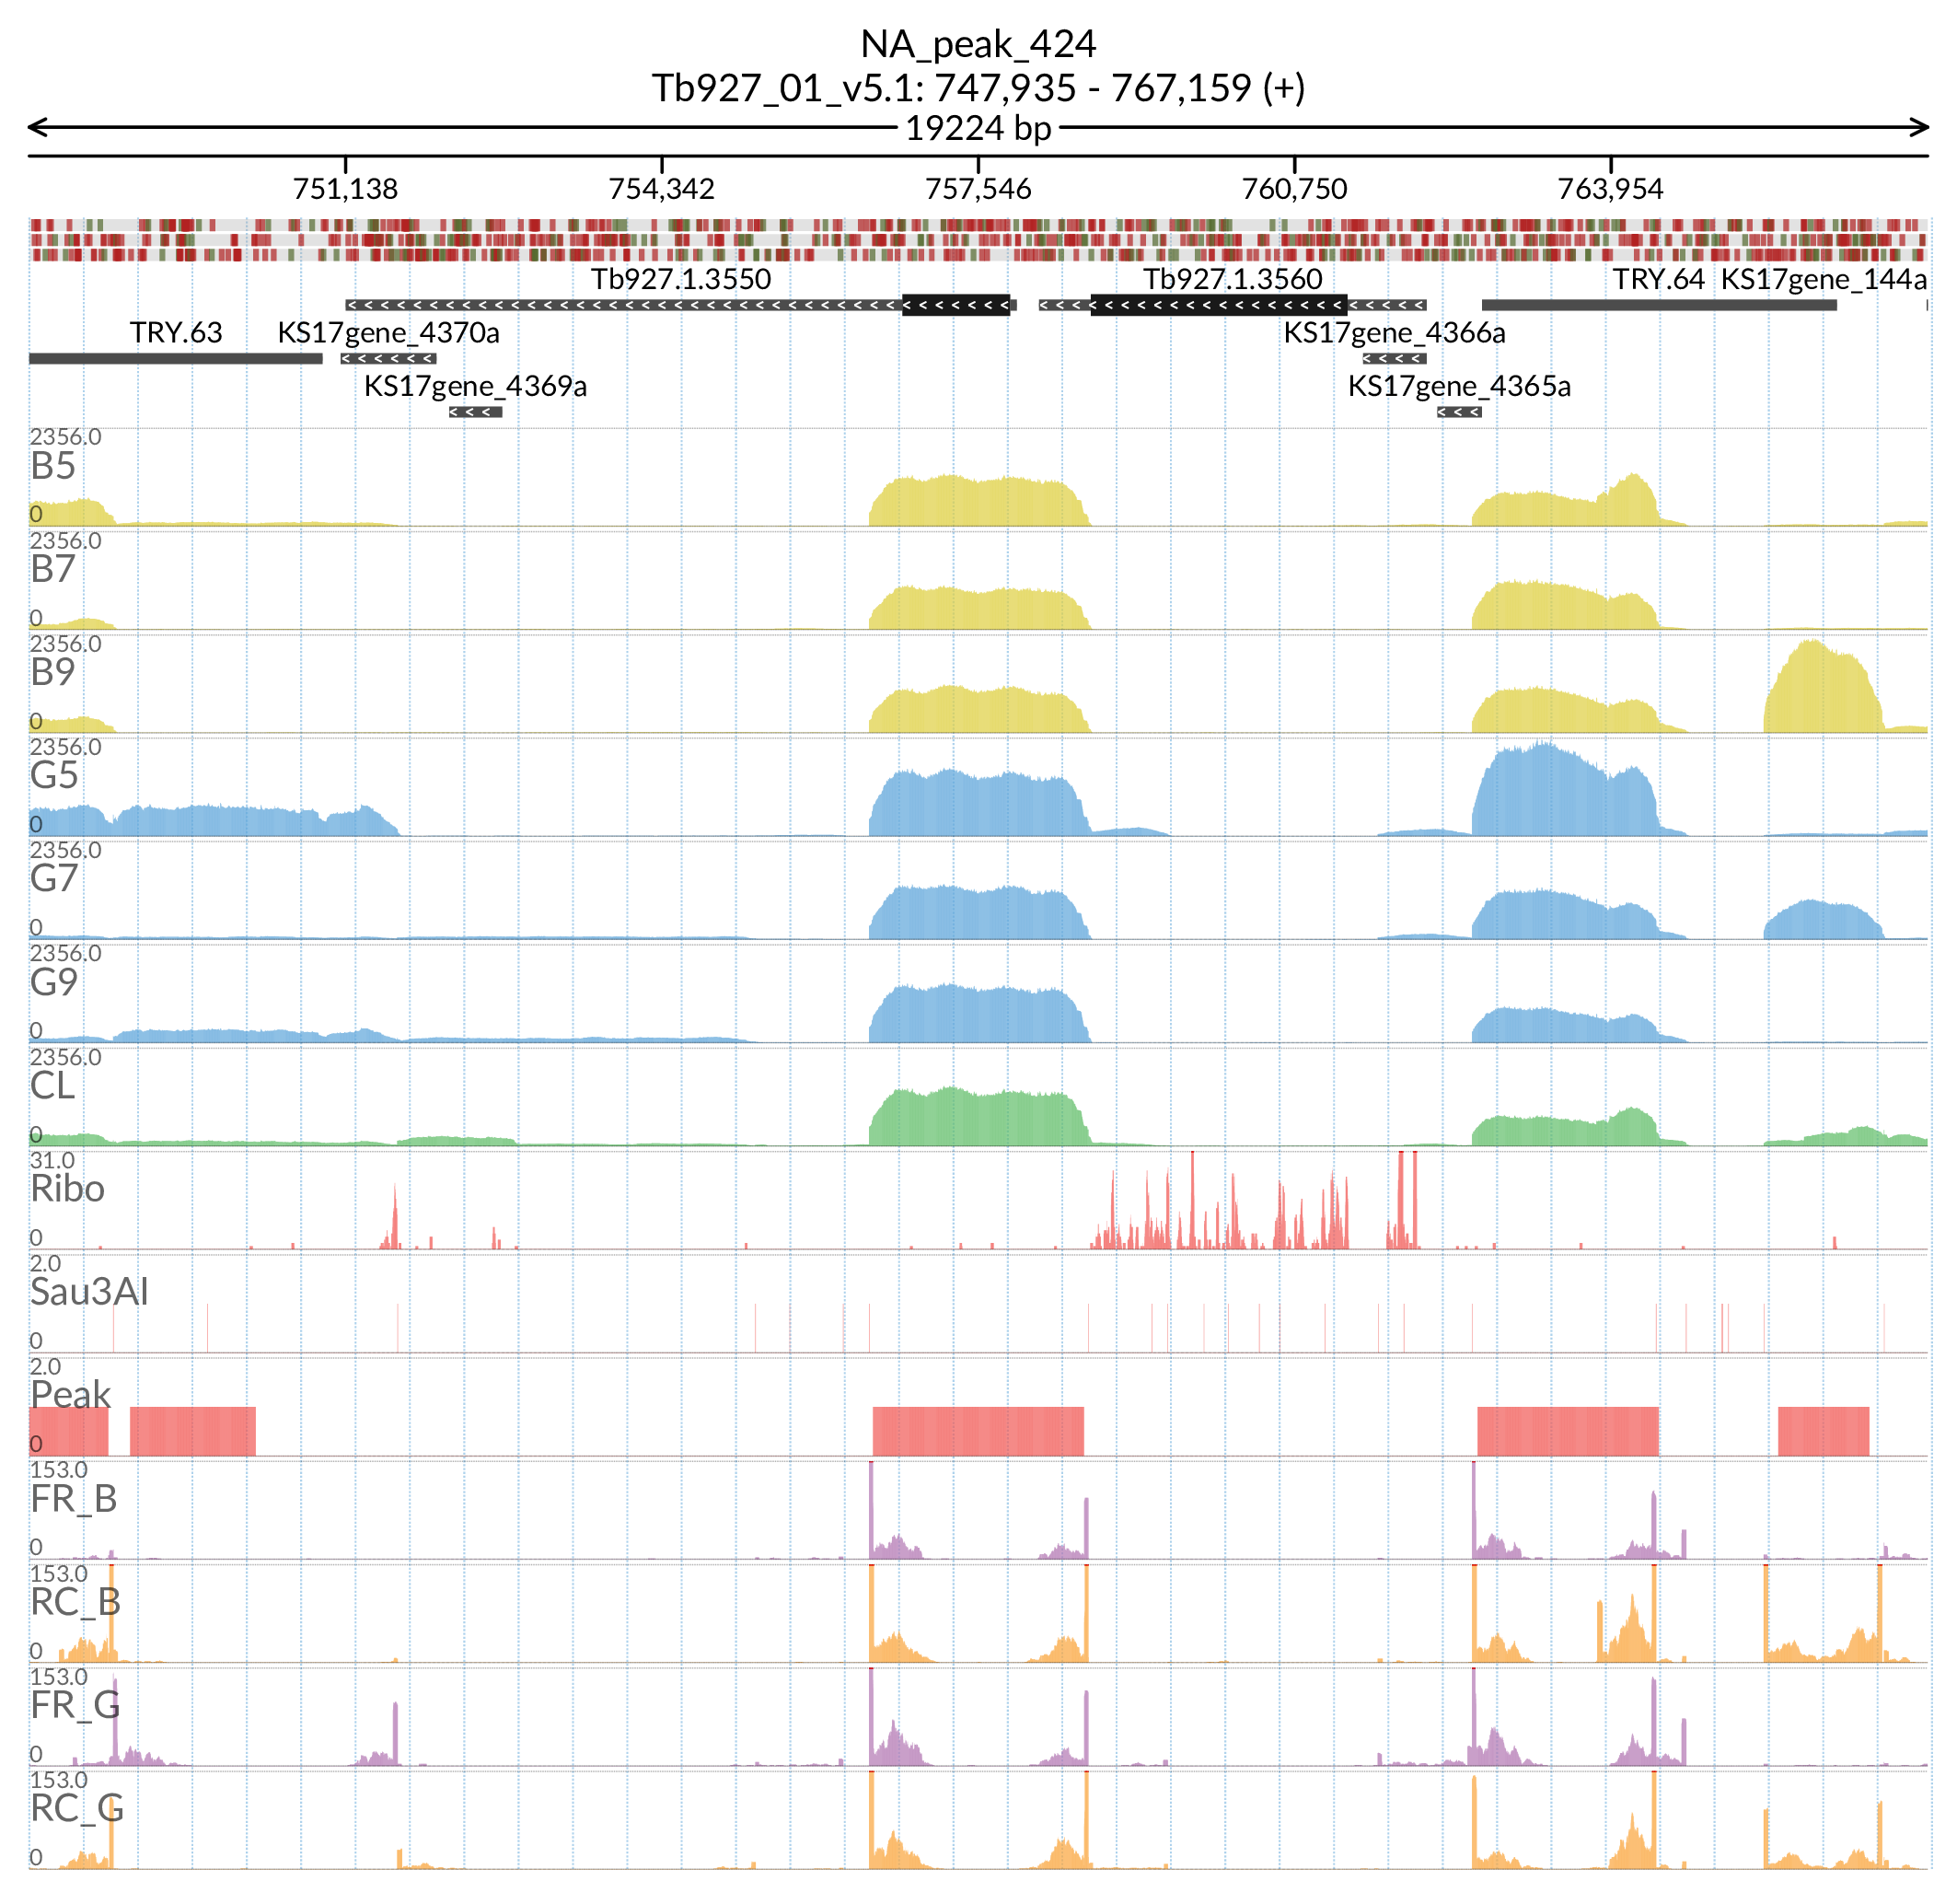 NA_peak_424
Tb927_01_v5.1: 747,935 - 767,159 (+)
19224 bp
751,138 754,342 757,546 760,750 763,954
Tb927.1.3550 Tb927.1.3560 TRY.64 KS17gene_144a
TRY.63 KS17gene_4370a KS17gene_4366a
KS17gene_4369a KS17gene_4365a
2356.0
B5
0
2356.0
B7
0
2356.0
B9
0
2356.0
G5
0
2356.0
G7
0
2356.0
G9
0
2356.0
CL
0
31.0
Ribo
0
2.0
Sau3AI
0
2.0
Peak
0
153.0
FR_B
0
153.0
RC_B
0
153.0
FR_G
0
153.0
RC_G
0